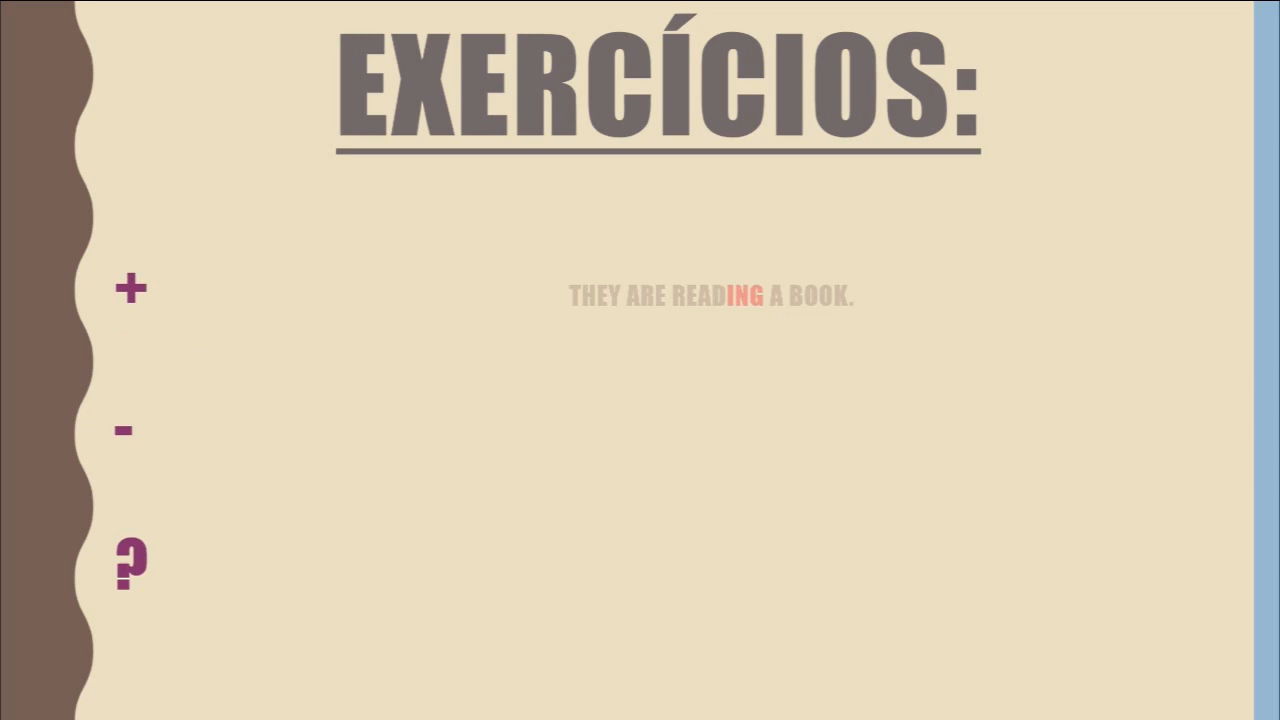 EXERCÍCIOS:
+ THEY ARE READING A BOOK.
-
?